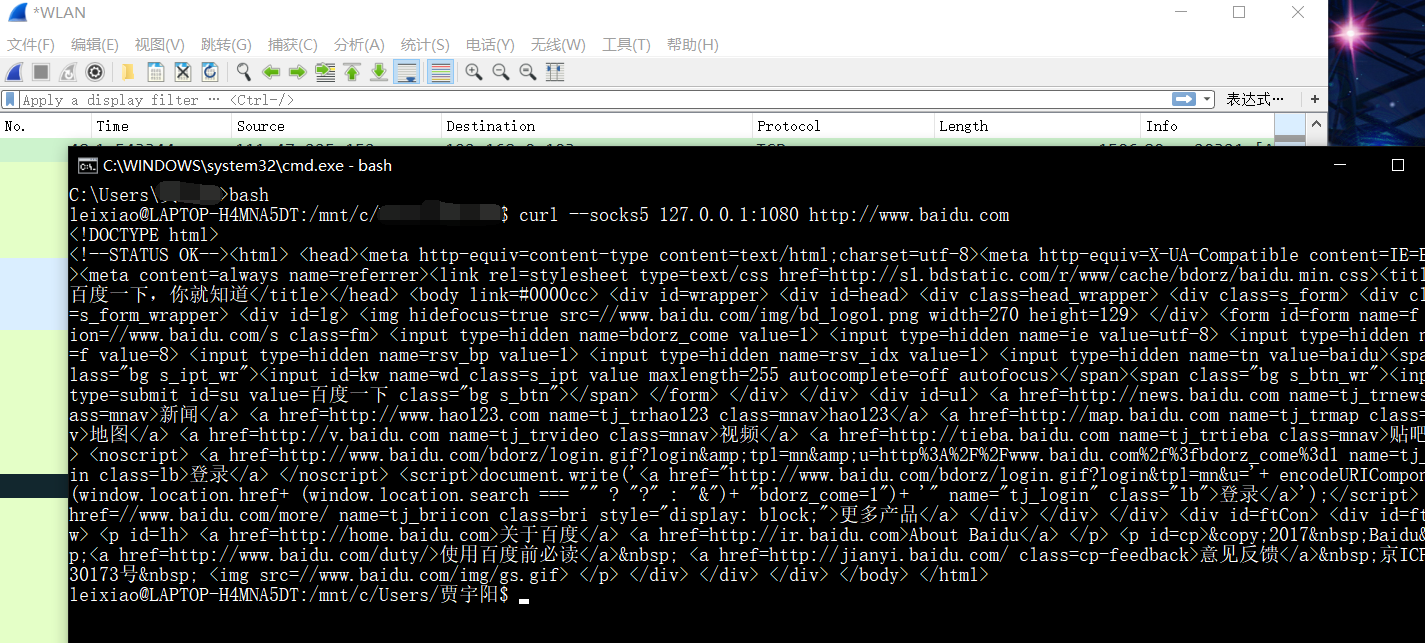 *WLAN
文件(F) 编辑(E) 视图(V) 跳转(G) 捕获(C) 分析(A) 统计(S) 电话(Y) 无线(W) 工具(T) 帮助(H)
Apply a display filter … <Ctrl-/> 表达式… +
No. Time Source Destination Protocol Length Info
C:\WINDOWS\system32\cmd.exe - bash
C:\Users\ >bash
leixiao@LAPTOP-H4MNA5DT:/mnt/c/ $ curl --socks5 127.0.0.1:1080 http://www.baidu.com
<!DOCTYPE html>
<!--STATUS OK--><html> <head><meta http-equiv=content-type content=text/html;charset=utf-8><meta http-equiv=X-UA-Compatible content=IE=E
><meta content=always name=referrer><link rel=stylesheet type=text/css href=http://s1.bdstatic.com/r/www/cache/bdorz/baidu.min.css><titl
百度一下，你就知道</title></head> <body link=#0000cc> <div id=wrapper> <div id=head> <div class=head_wrapper> <div class=s_form> <div cl
=s_form_wrapper> <div id=lg> <img hidefocus=true src=//www.baidu.com/img/bd_logo1.png width=270 height=129> </div> <form id=form name=f
ion=//www.baidu.com/s class=fm> <input type=hidden name=bdorz_come value=1> <input type=hidden name=ie value=utf-8> <input type=hidden n
=f value=8> <input type=hidden name=rsv_bp value=1> <input type=hidden name=rsv_idx value=1> <input type=hidden name=tn value=baidu><spa
lass="bg s_ipt_wr"><input id=kw name=wd class=s_ipt value maxlength=255 autocomplete=off autofocus></span><span class="bg s_btn_wr"><inp
type=submit id=su value=百度一下 class="bg s_btn"></span> </form> </div> </div> <div id=u1> <a href=http://news.baidu.com name=tj_trnews
ass=mnav>新闻</a> <a href=http://www.hao123.com name=tj_trhao123 class=mnav>hao123</a> <a href=http://map.baidu.com name=tj_trmap class=
v>地图</a> <a href=http://v.baidu.com name=tj_trvideo class=mnav>视频</a> <a href=http://tieba.baidu.com name=tj_trtieba class=mnav>贴吧
> <noscript> <a href=http://www.baidu.com/bdorz/login.gif?login&amp;tpl=mn&amp;u=http%3A%2F%2Fwww.baidu.com%2f%3fbdorz_come%3d1 name=tj_
in class=lb>登录</a> </noscript> <script>document.write('<a href="http://www.baidu.com/bdorz/login.gif?login&tpl=mn&u='+ encodeURICompon
(window.location.href+ (window.location.search === "" ? "?" : "&")+ "bdorz_come=1")+ '" name="tj_login" class="lb">登录</a>');</script>
href=//www.baidu.com/more/ name=tj_briicon class=bri style="display: block;">更多产品</a> </div> </div> </div> <div id=ftCon> <div id=ft
w> <p id=lh> <a href=http://home.baidu.com>关于百度</a> <a href=http://ir.baidu.com>About Baidu</a> </p> <p id=cp>&copy;2017&nbsp;Baidu&
p;<a href=http://www.baidu.com/duty/>使用百度前必读</a>&nbsp; <a href=http://jianyi.baidu.com/ class=cp-feedback>意见反馈</a>&nbsp;京ICP
30173号&nbsp; <img src=//www.baidu.com/img/gs.gif> </p> </div> </div> </div> </body> </html>
leixiao@LAPTOP-H4MNA5DT:/mnt/c/Users/贾宇阳$